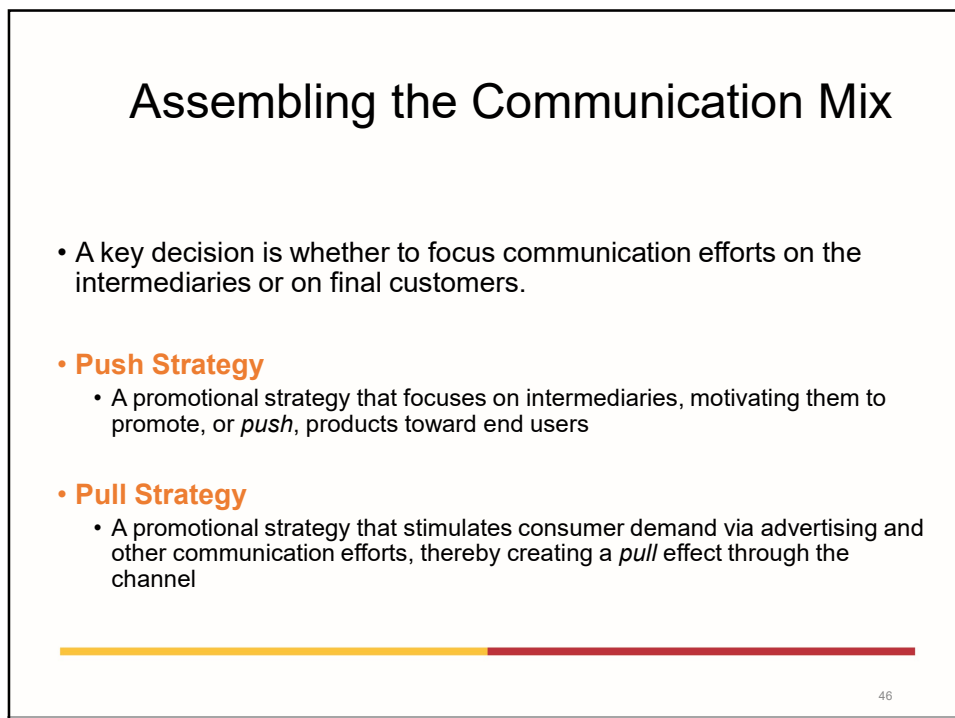 Assembling the Communication Mix
• A key decision is whether to focus communication efforts on the
intermediaries or on final customers.
• Push Strategy
• A promotional strategy that focuses on intermediaries, motivating them to
promote, or push, products toward end users
• Pull Strategy
• A promotional strategy that stimulates consumer demand via advertising and
other communication efforts, thereby creating a pull effect through the
channel
46